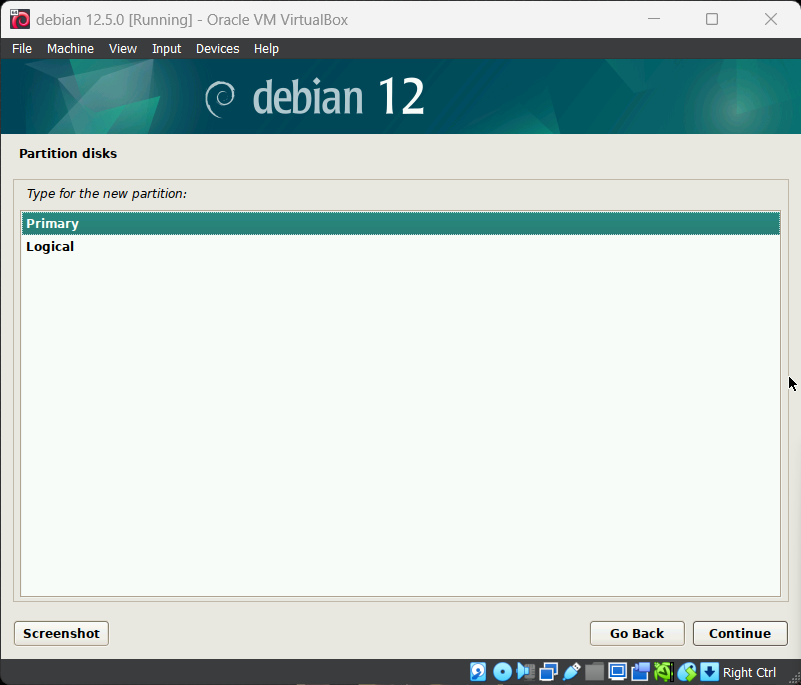 debian 12.5.0 [Running] - Oracle VM VirtualBox
File Machine View Input Devices Help
debian 12
Partition disks
Type for the new partition:
Primary
Logical
Screenshot Go Back Continue
Right Ctrl